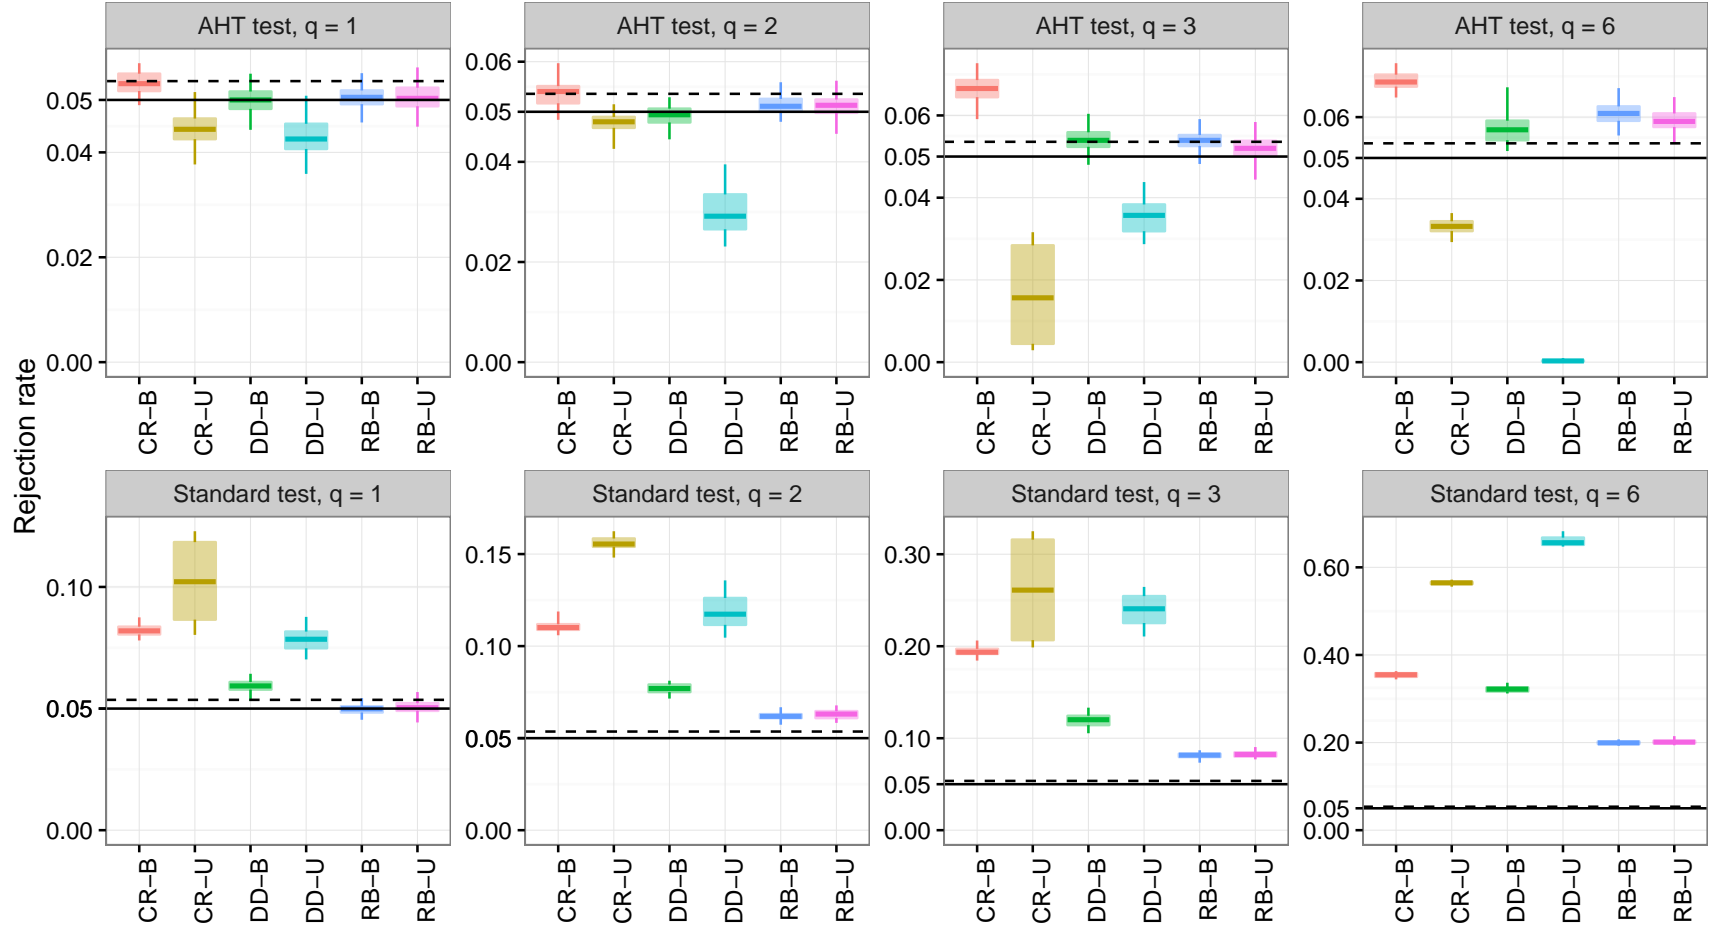 Rejection rate
AHT test, q = 1
0.05
0.04
0.02
0.00
CR−B
CR−U
DD−B
DD−U
RB−B
RB−U
AHT test, q = 2
0.06
0.05
0.04
0.02
0.00
CR−B
CR−U
DD−B
DD−U
RB−B
RB−U
AHT test, q = 3
0.06
0.05
0.04
0.02
0.00
CR−B
CR−U
DD−B
DD−U
RB−B
RB−U
AHT test, q = 6
0.06
0.05
0.04
0.02
0.00
CR−B
CR−U
DD−B
DD−U
RB−B
RB−U
Standard test, q = 1
0.10
0.05
0.00
CR−B
CR−U
DD−B
DD−U
RB−B
RB−U
Standard test, q = 2
0.15
0.10
0.05
0.00
CR−B
CR−U
DD−B
DD−U
RB−B
RB−U
Standard test, q = 3
0.30
0.20
0.10
0.05
0.00
CR−B
CR−U
DD−B
DD−U
RB−B
RB−U
Standard test, q = 6
0.60
0.40
0.20
0.05
0.00
CR−B
CR−U
DD−B
DD−U
RB−B
RB−U